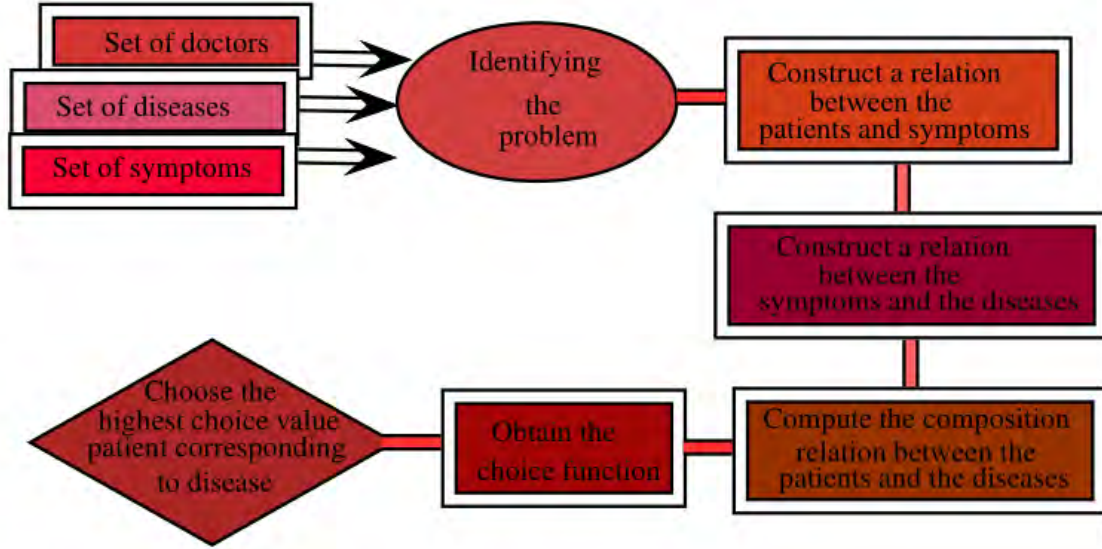 Set of doctors
Set of diseases
Set of symptoms
Identifying
the
problem
Construct a relation
between the
patients and symptoms
Construct a relation
between the
symptoms and the diseases
Compute the composition
relation between the
patients and the diseases
Obtain the
choice function
Choose the
highest choice value
patient corresponding
to disease